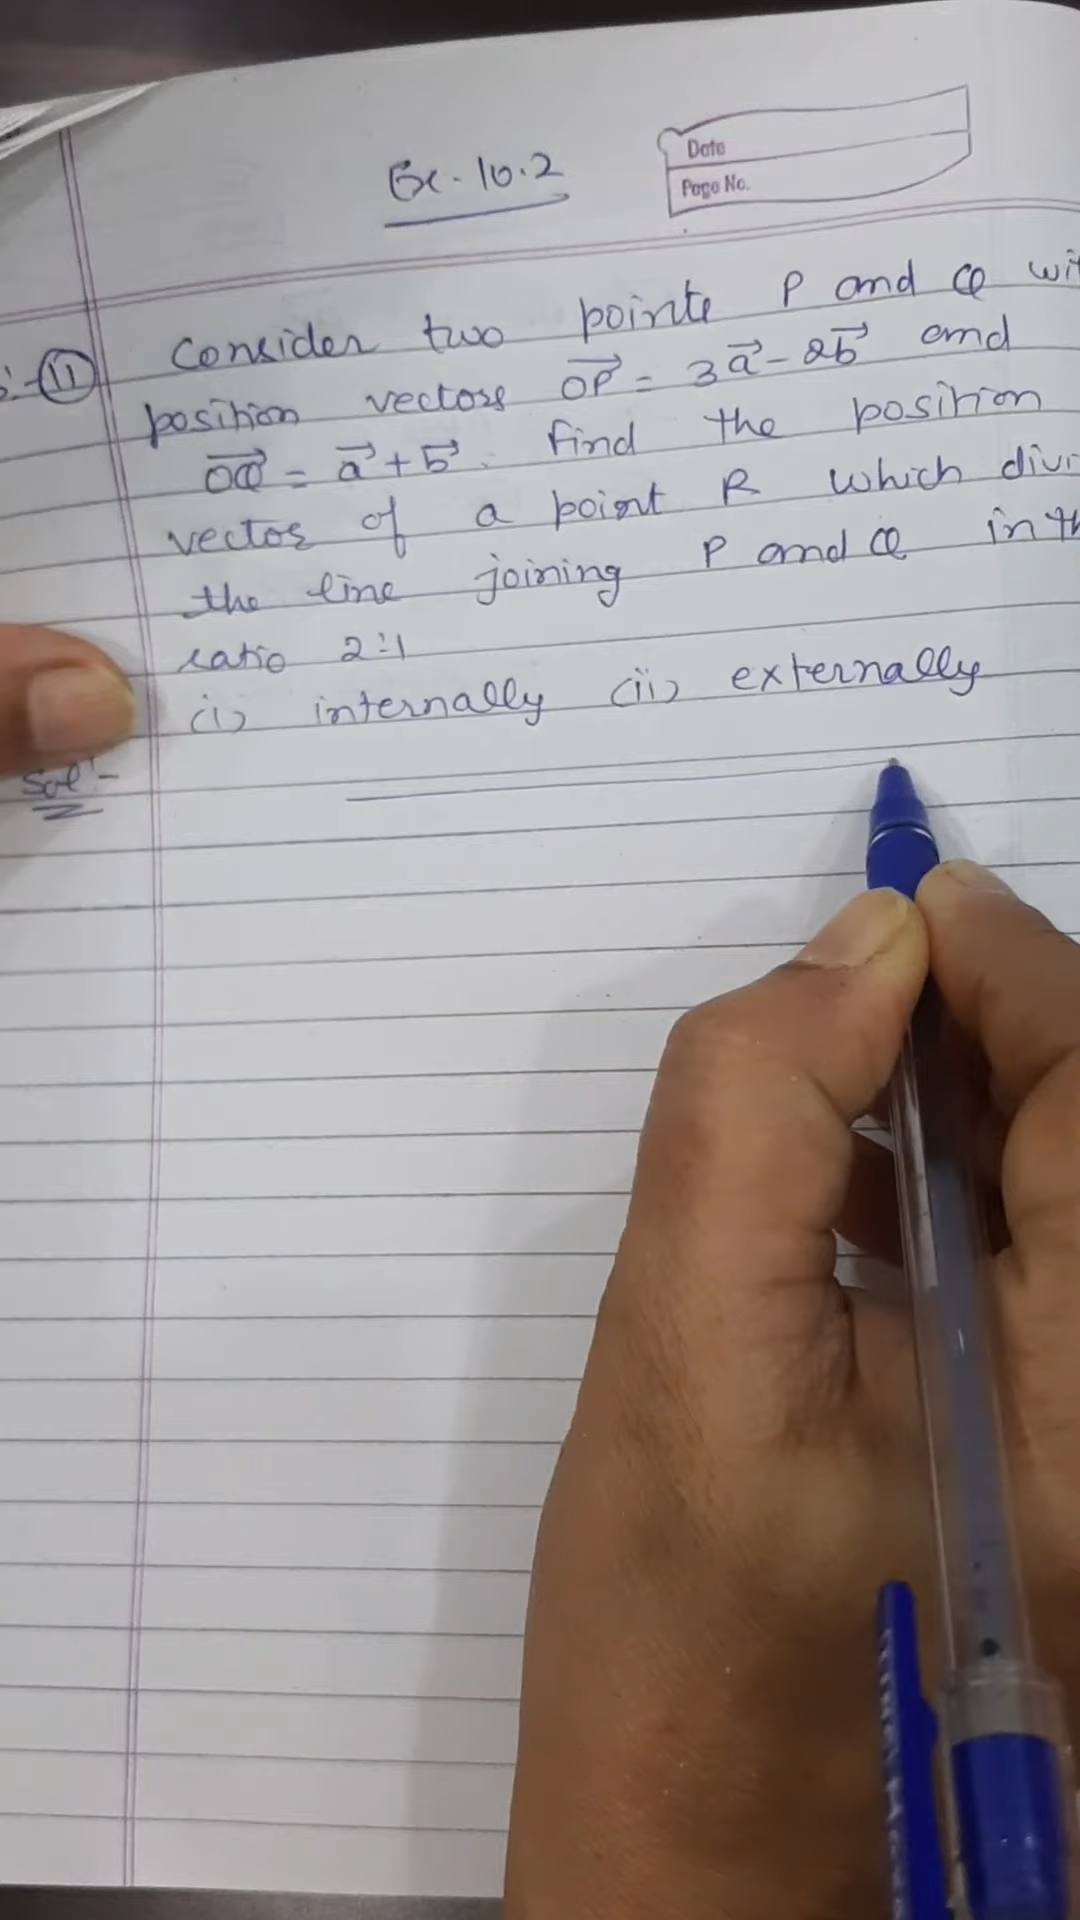 Ex- 10.2
Date
Page No.
(11) Consider two points P and Q wit
position vectors OP→ = 3a→ - 2b→ and
OQ→ = a→ + b→. find the position
vector of a point R which divi
the line joining P and Q in th
ratio 2:1
(i) internally (ii) externally
Sol:-